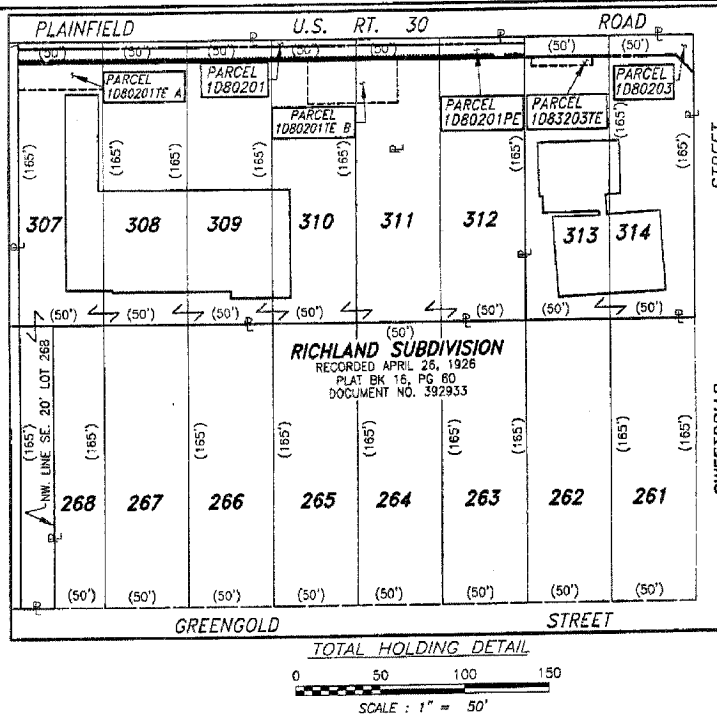 PLAINFIELD U.S. RT. 30 ROAD
(50') (50') (50') (50') (50') (50') (50')
PARCEL
1D80201TE A
PARCEL
1D80201
PARCEL
1D80201TE B
PARCEL
1D80201PE
PARCEL
1D83203TE
PARCEL
1D80203
STREET
(165') (165') (165') (165') (165') (165') (165')
307 308 309 310 311 312 313 314
(50') (50') (50') (50') (50') (50') (50')
(50')
RICHLAND SUBDIVISION
RECORDED APRIL 26, 1926
PLAT BK 16, PG 60
DOCUMENT NO. 392933
NW. LINE SE. 20' LOT 268
(165') (165') (165') (165') (165') (165') (165')
268 267 266 265 264 263 262 261
(50') (50') (50') (50') (50') (50') (50') (50')
GREENGOLD STREET
TOTAL HOLDING DETAIL
0 50 100 150
SCALE : 1" = 50'